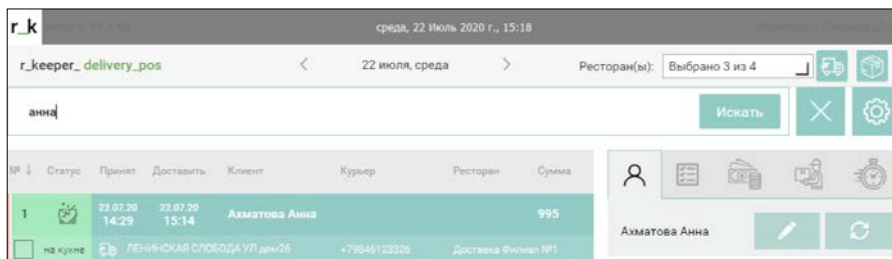 r_k
среда, 22 Июль 2020 г., 15:18
r_keeper_ delivery_pos
< 22 июля, среда >
Ресторан(ы): Выбрано 3 из 4
анна
Искать
№ ↓ Статус Принят Доставить Клиент Курьер Ресторан Сумма
1 22.07.20 14:29 22.07.20 15:14 Ахматова Анна 995
на кухне ЛЕНИНСКАЯ СЛОБОДА УЛ дом26 +79846123326 Доставка Филиал №1
Ахматова Анна